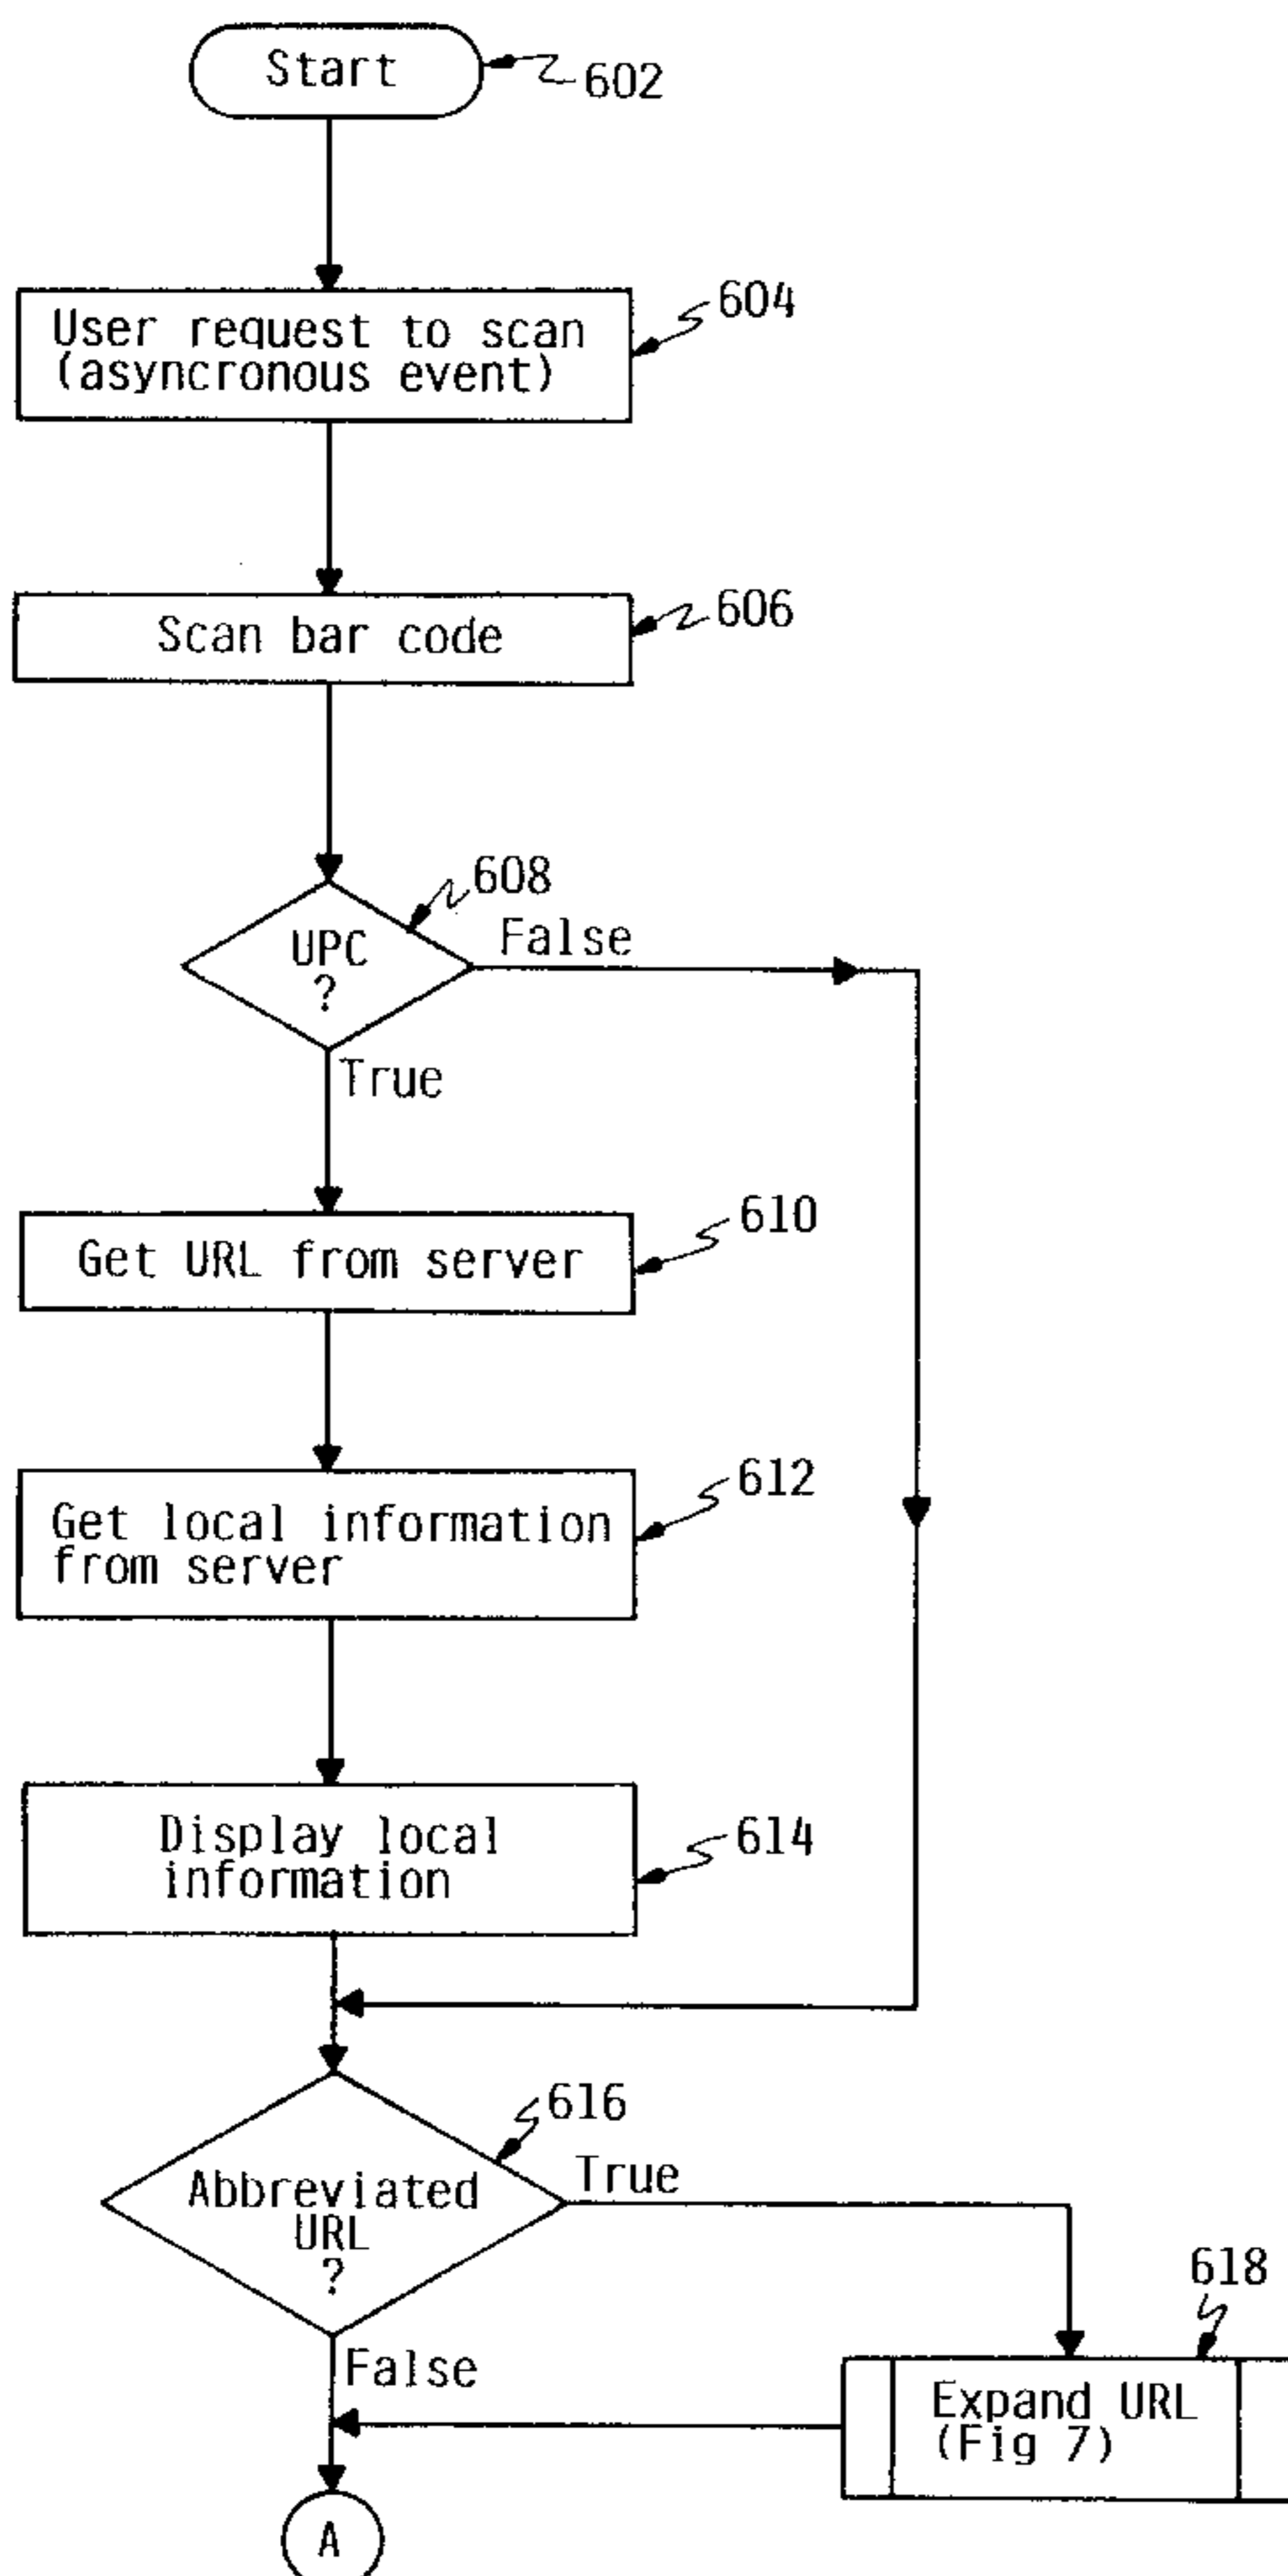 Start
602
User request to scan
(asyncronous event)
604
Scan bar code
606
608
UPC
?
False
True
Get URL from server
610
Get local information
from server
612
Display local
information
614
616
Abbreviated
URL
?
True
False
618
Expand URL
(Fig 7)
A